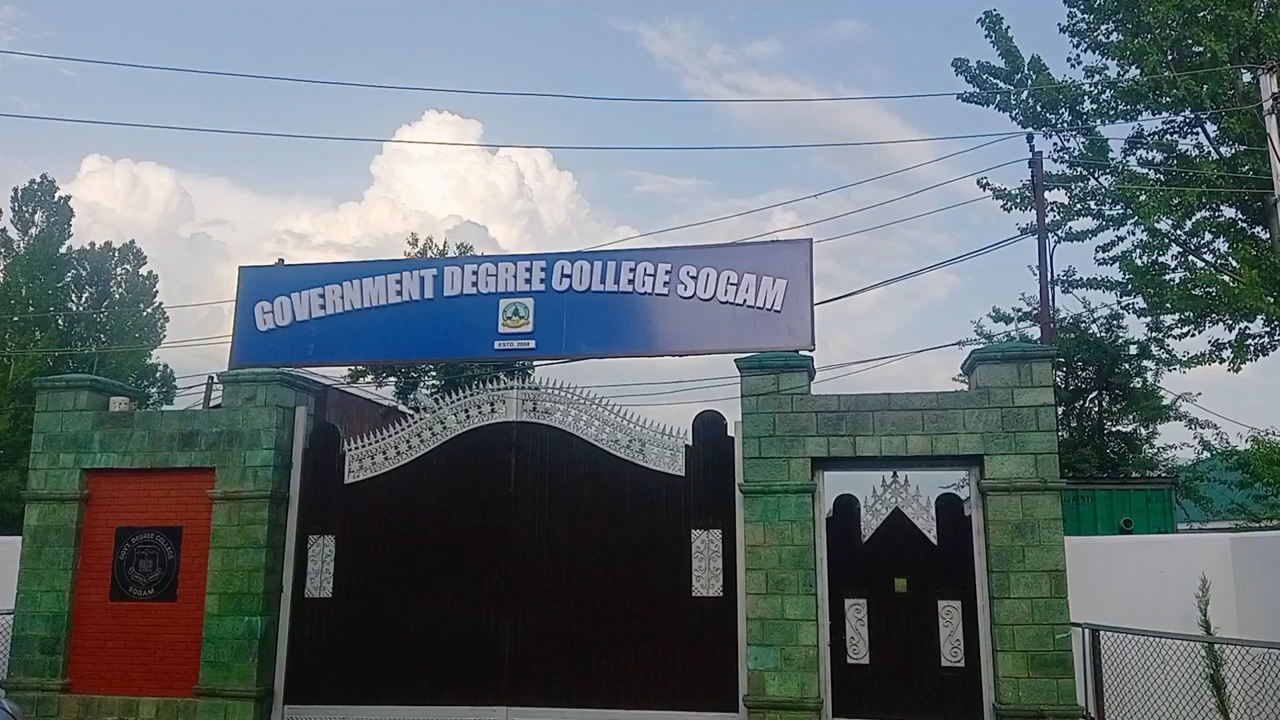 GOVERNMENT DEGREE COLLEGE SOGAM
ESTD. 2008
GOVT. DEGREE COLLEGE
SOGAM